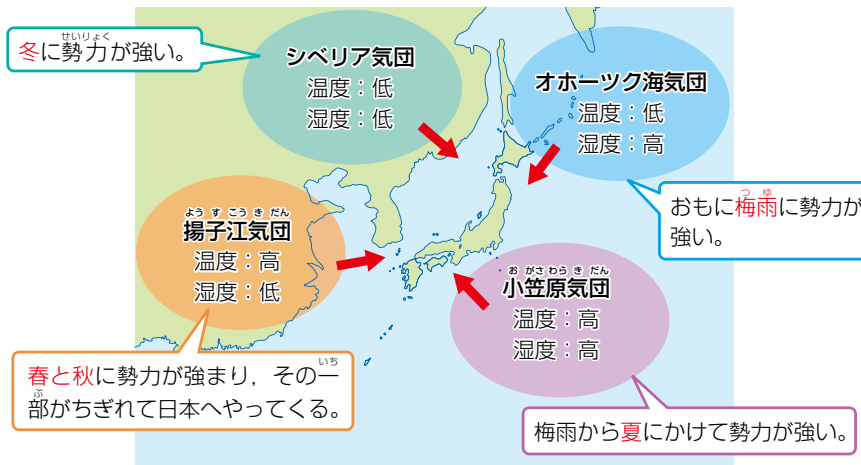 冬に勢力が強い。
せいりょく
シベリア気団
温度：低
湿度：低
オホーツク海気団
温度：低
湿度：高
おもに梅雨に勢力が
つゆ
強い。
ようすこうきだん
揚子江気団
温度：高
湿度：低
おがさわらきだん
小笠原気団
温度：高
湿度：高
春と秋に勢力が強まり，その一
いち
部がちぎれて日本へやってくる。
ぶ
梅雨から夏にかけて勢力が強い。